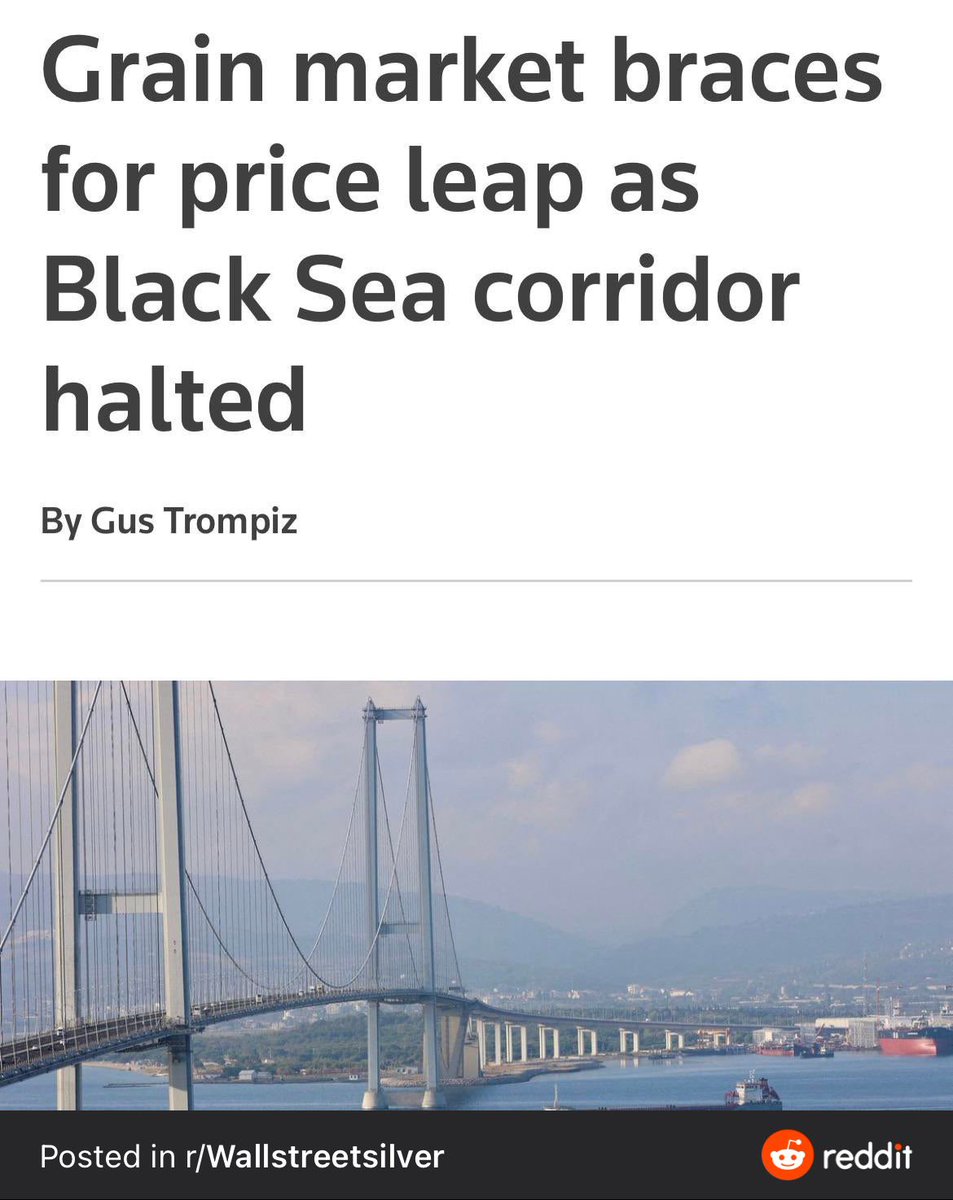 Grain market braces
for price leap as
Black Sea corridor
halted
By Gus Trompiz
Posted in r/Wallstreetsilver
reddit